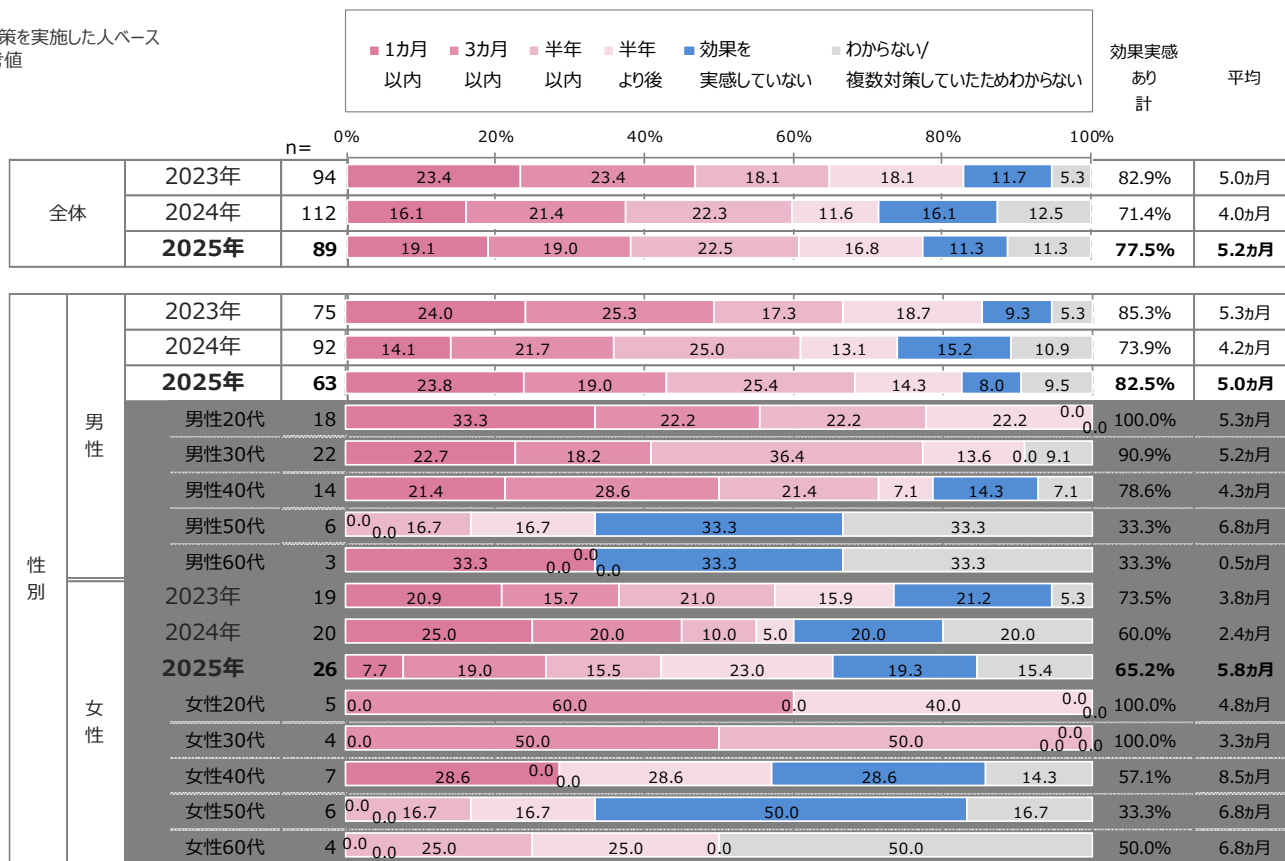 策を実施した人ベース
値
1カ月以内 3カ月以内 半年以内 半年より後 効果を実感していない わからない/複数対策していたためわからない
効果実感あり計 平均
0% 20% 40% 60% 80% 100%
n=
全体
2023年 94 23.4 23.4 18.1 18.1 11.7 5.3 82.9% 5.0ヵ月
2024年 112 16.1 21.4 22.3 11.6 16.1 12.5 71.4% 4.0ヵ月
2025年 89 19.1 19.0 22.5 16.8 11.3 11.3 77.5% 5.2ヵ月
性別
男性
2023年 75 24.0 25.3 17.3 18.7 9.3 5.3 85.3% 5.3ヵ月
2024年 92 14.1 21.7 25.0 13.1 15.2 10.9 73.9% 4.2ヵ月
2025年 63 23.8 19.0 25.4 14.3 8.0 9.5 82.5% 5.0ヵ月
男性20代 18 33.3 22.2 22.2 22.2 0.0 0.0 100.0% 5.3ヵ月
男性30代 22 22.7 18.2 36.4 13.6 0.0 9.1 90.9% 5.2ヵ月
男性40代 14 21.4 28.6 21.4 7.1 14.3 7.1 78.6% 4.3ヵ月
男性50代 6 0.0 0.0 16.7 16.7 33.3 33.3 33.3% 6.8ヵ月
男性60代 3 33.3 0.0 0.0 0.0 33.3 33.3 33.3% 0.5ヵ月
女性
2023年 19 20.9 15.7 21.0 15.9 21.2 5.3 73.5% 3.8ヵ月
2024年 20 25.0 20.0 10.0 5.0 20.0 20.0 60.0% 2.4ヵ月
2025年 26 7.7 19.0 15.5 23.0 19.3 15.4 65.2% 5.8ヵ月
女性20代 5 0.0 60.0 0.0 40.0 0.0 0.0 100.0% 4.8ヵ月
女性30代 4 0.0 50.0 50.0 0.0 0.0 0.0 100.0% 3.3ヵ月
女性40代 7 28.6 0.0 0.0 28.6 28.6 14.3 57.1% 8.5ヵ月
女性50代 6 0.0 0.0 16.7 16.7 50.0 16.7 33.3% 6.8ヵ月
女性60代 4 0.0 0.0 25.0 25.0 0.0 50.0 50.0% 6.8ヵ月